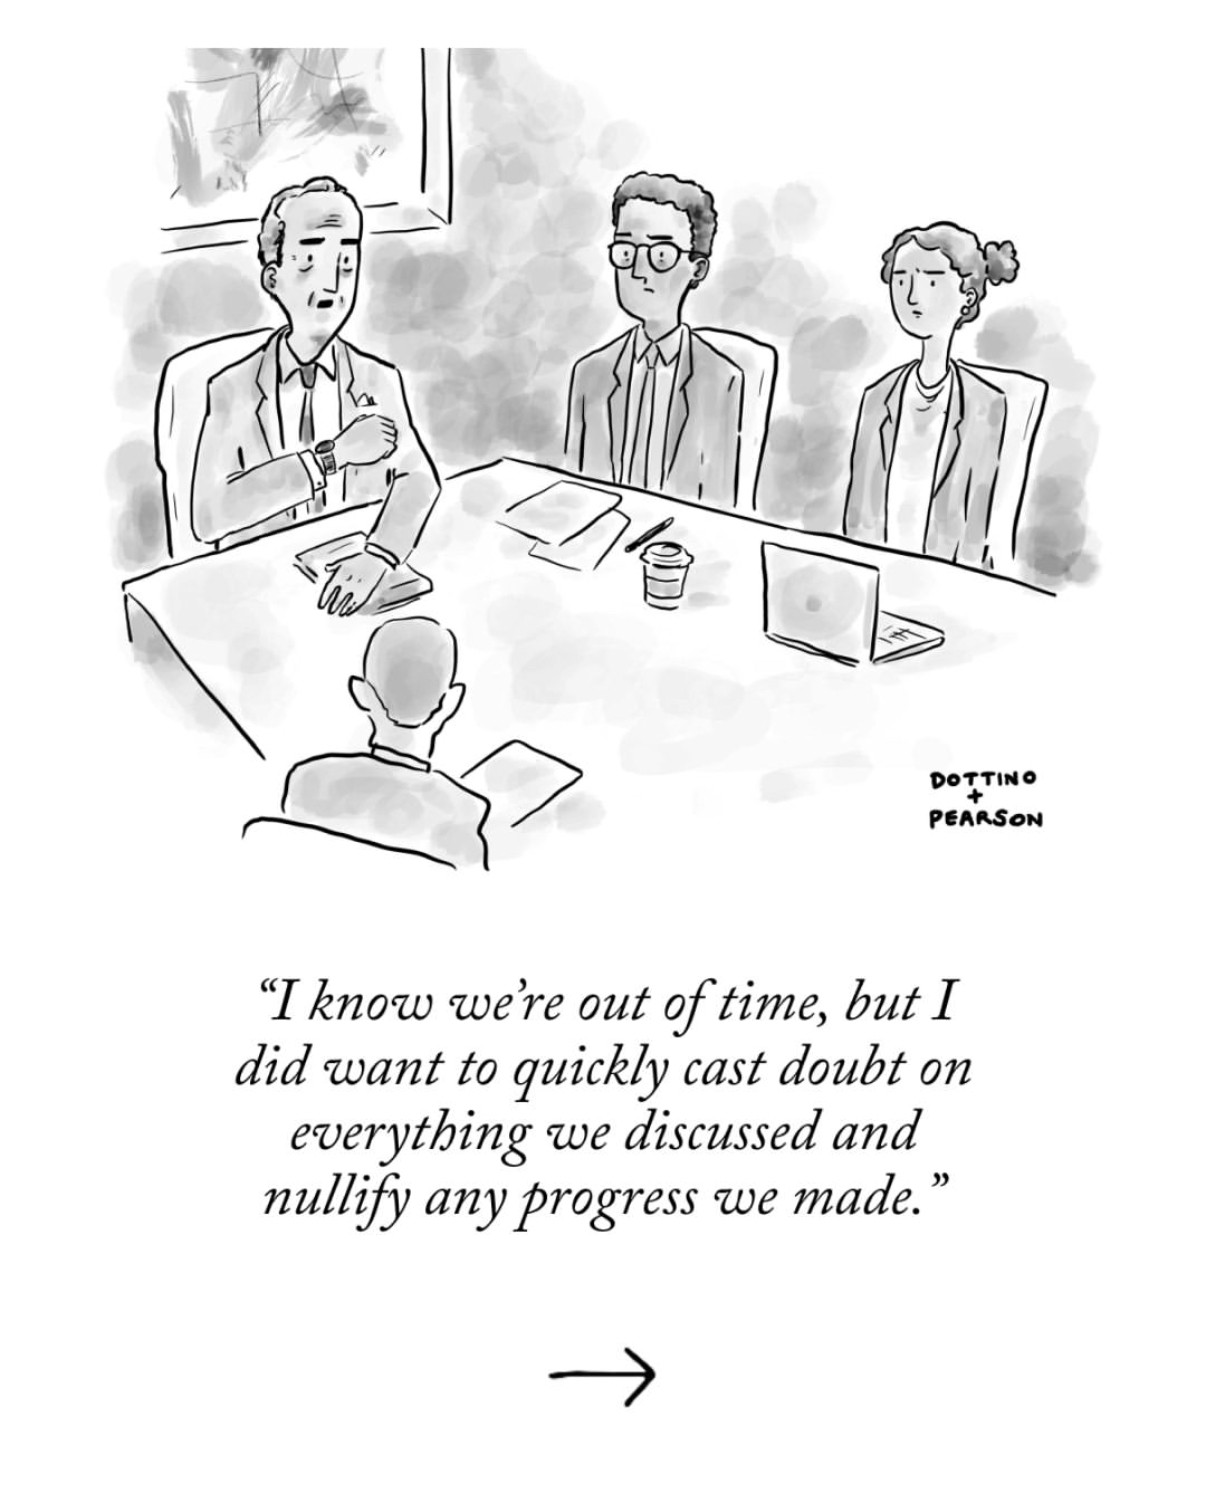 DOTTINO
+
PEARSON
“I know we’re out of time, but I
did want to quickly cast doubt on
everything we discussed and
nullify any progress we made.”